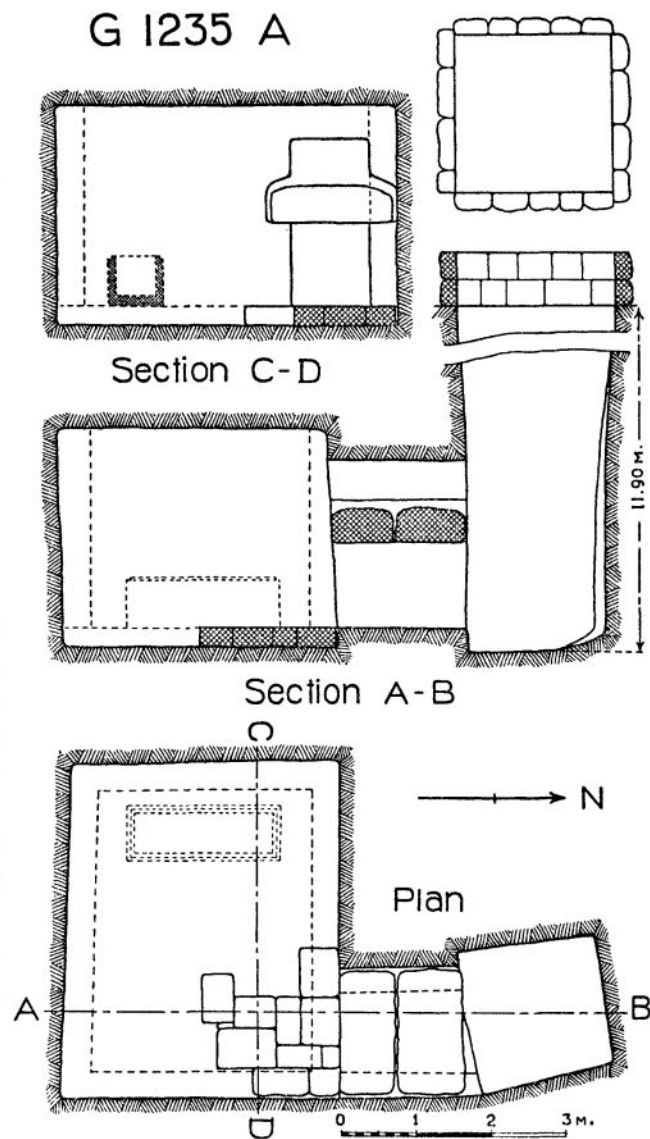 G 1235 A
Section C-D
11.90 M.
Section A-B
C
N
Plan
A
B
D
0 1 2 3 M.